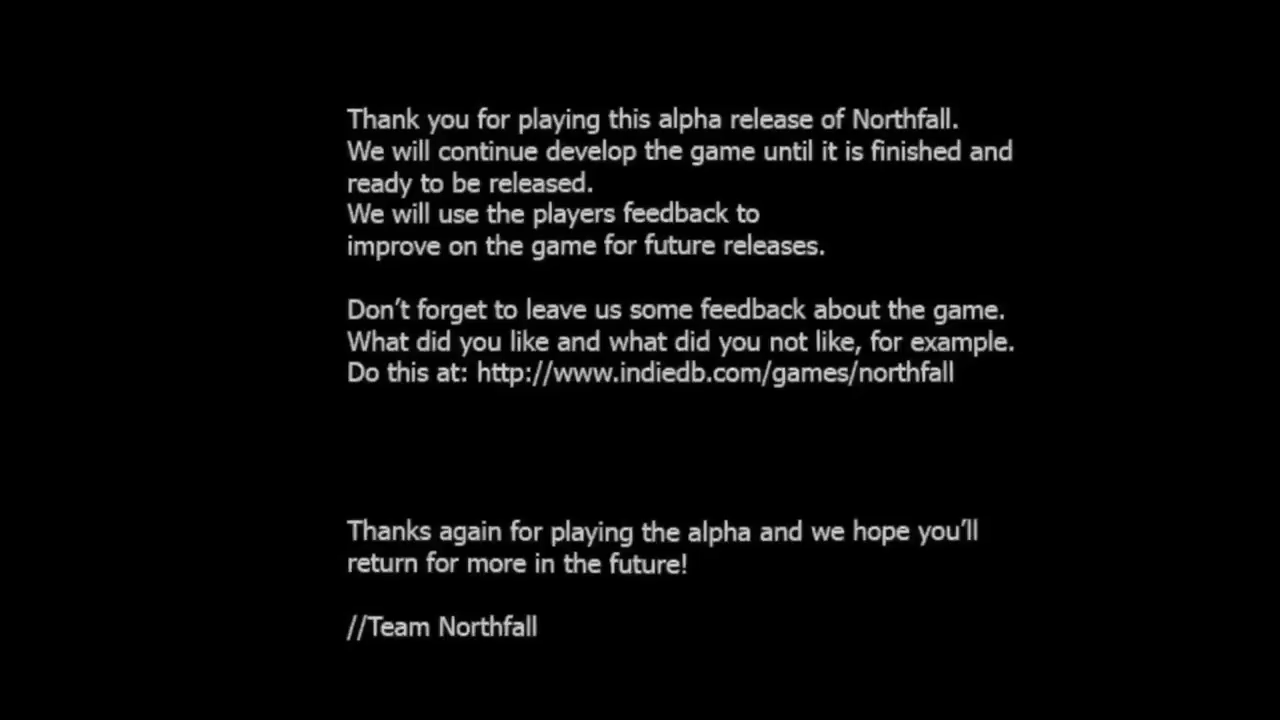 Thank you for playing this alpha release of Northfall.
We will continue develop the game until it is finished and
ready to be released.
We will use the players feedback to
improve on the game for future releases.
Don’t forget to leave us some feedback about the game.
What did you like and what did you not like, for example.
Do this at: http://www.indiedb.com/games/northfall
Thanks again for playing the alpha and we hope you’ll
return for more in the future!
//Team Northfall